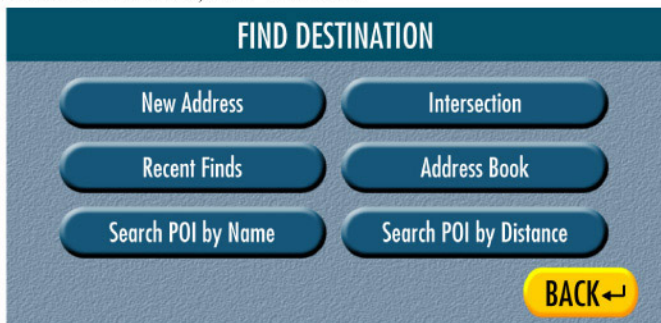 FIND DESTINATION
New Address
Intersection
Recent Finds
Address Book
Search POI by Name
Search POI by Distance
BACK